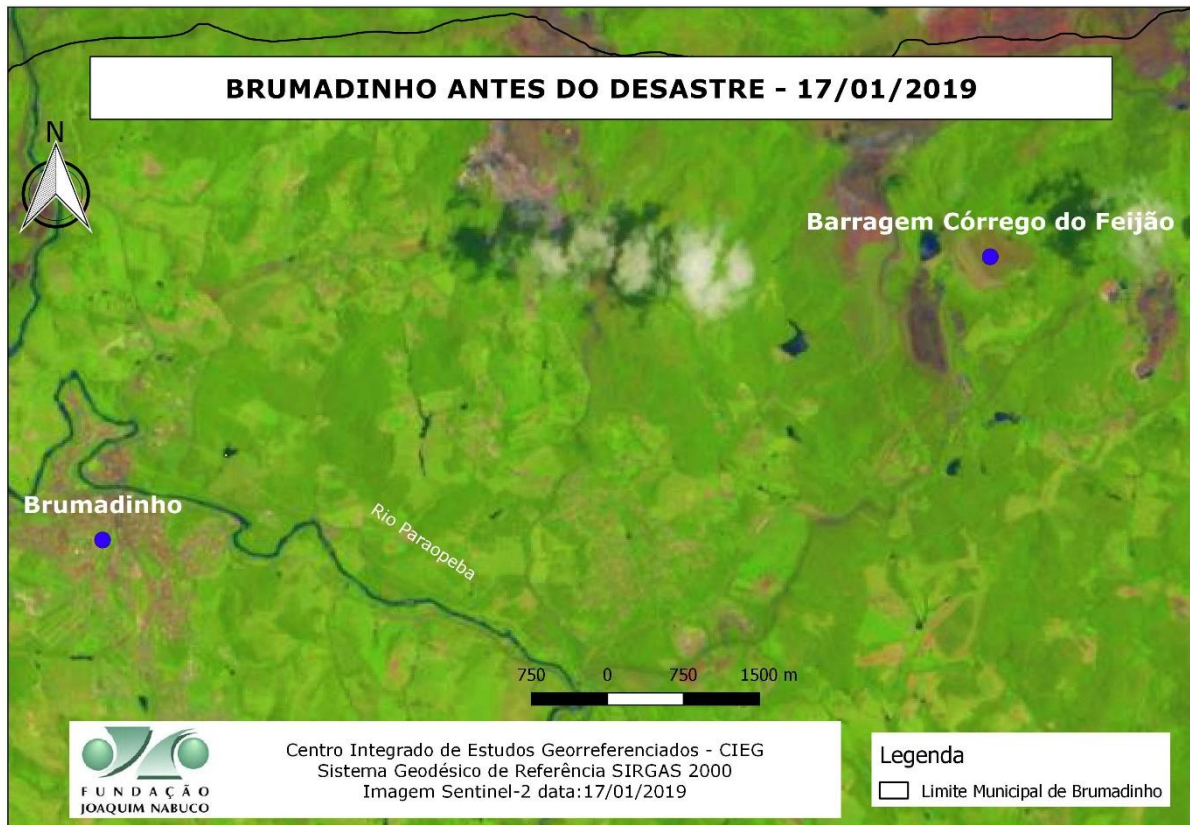 BRUMADINHO ANTES DO DESASTRE - 17/01/2019
N
Barragem Córrego do Feijão
Brumadinho
Rio Paraopeba
750 0 750 1500 m
FUNDAÇÃO
JOAQUIM NABUCO
Centro Integrado de Estudos Georreferenciados - CIEG
Sistema Geodésico de Referência SIRGAS 2000
Imagem Sentinel-2 data:17/01/2019
Legenda
Limite Municipal de Brumadinho